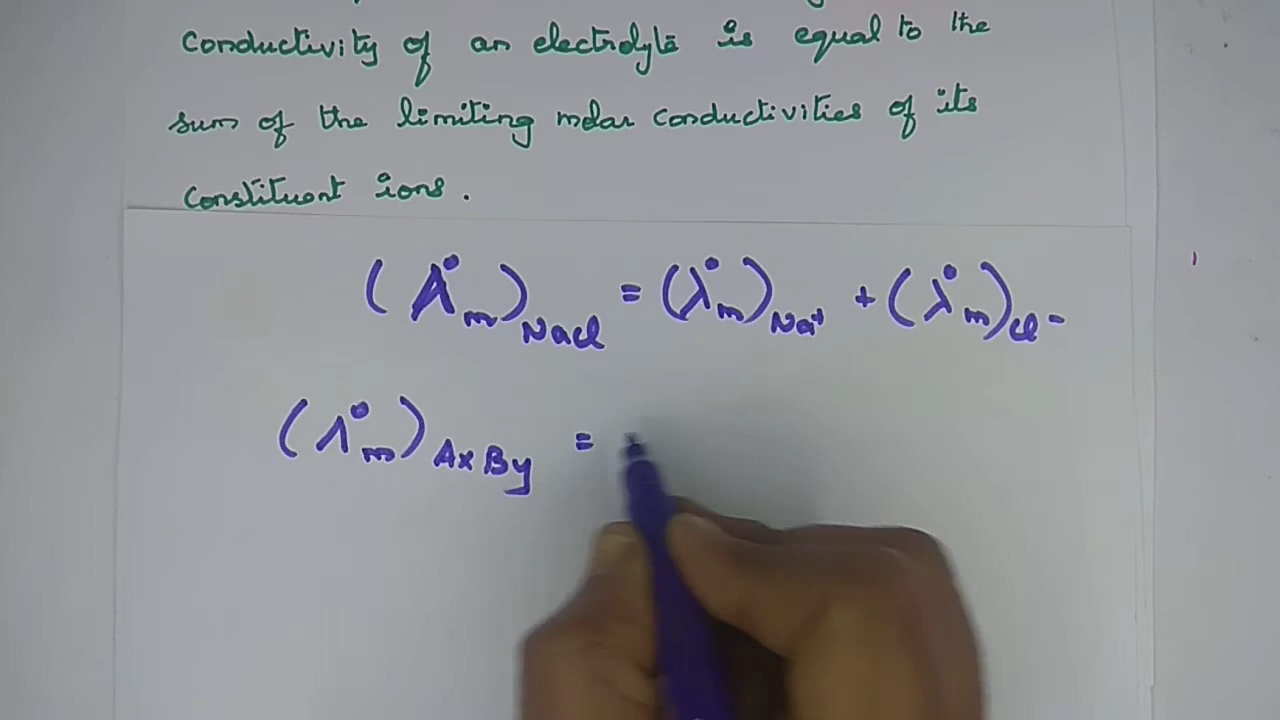 conductivity of an electrolyte is equal to the
sum of the limiting molar conductivities of its
constituent ions.
(Λ°m)NaCl = (λ°m)Na+ + (λ°m)Cl-
(Λ°m)AxBy =